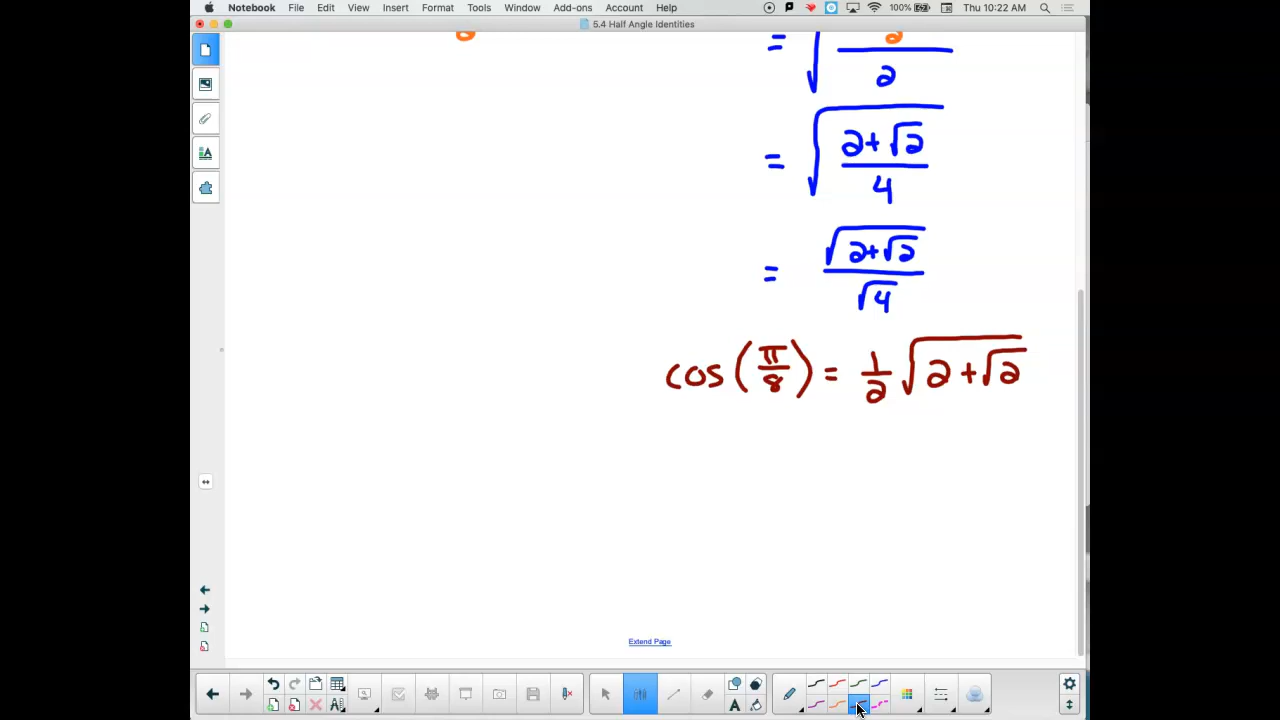 Notebook File Edit View Insert Format Tools Window Add-ons Account Help 100% Thu 10:22 AM
5.4 Half Angle Identities
= √ 2
2
= √(2+√2)/4
= √(2+√2)/√4
cos(π/8) = 1/2 √(2+√2)
Extend Page
A